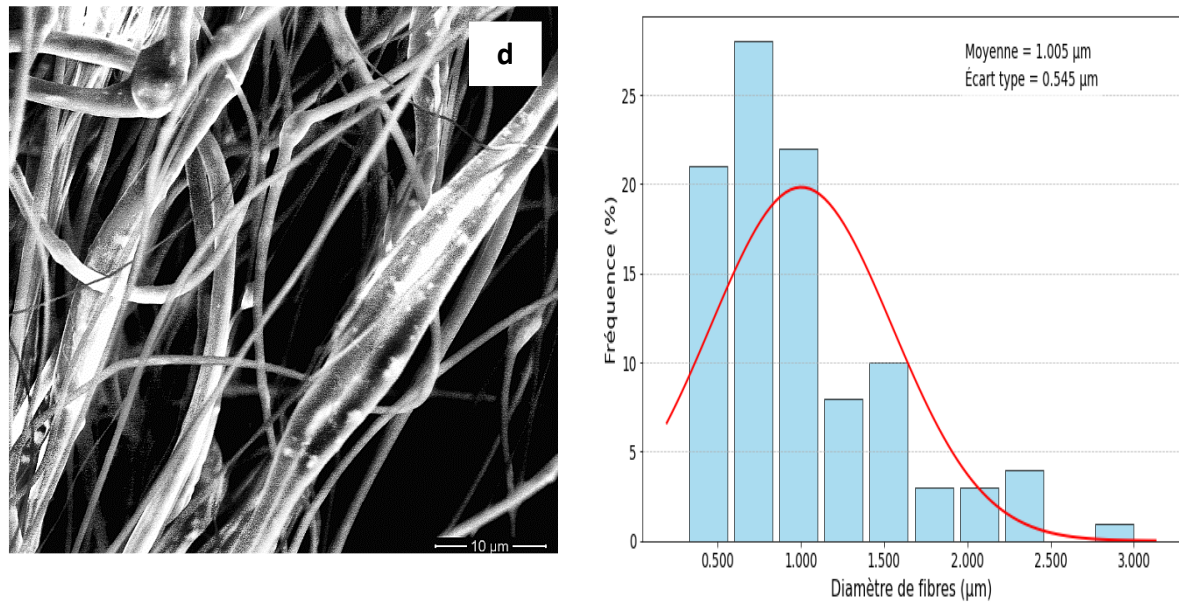 d
10 µm
Moyenne = 1.005 µm
Écart type = 0.545 µm
Fréquence (%)
25
20
15
10
5
0
0.500 1.000 1.500 2.000 2.500 3.000
Diamètre de fibres (µm)